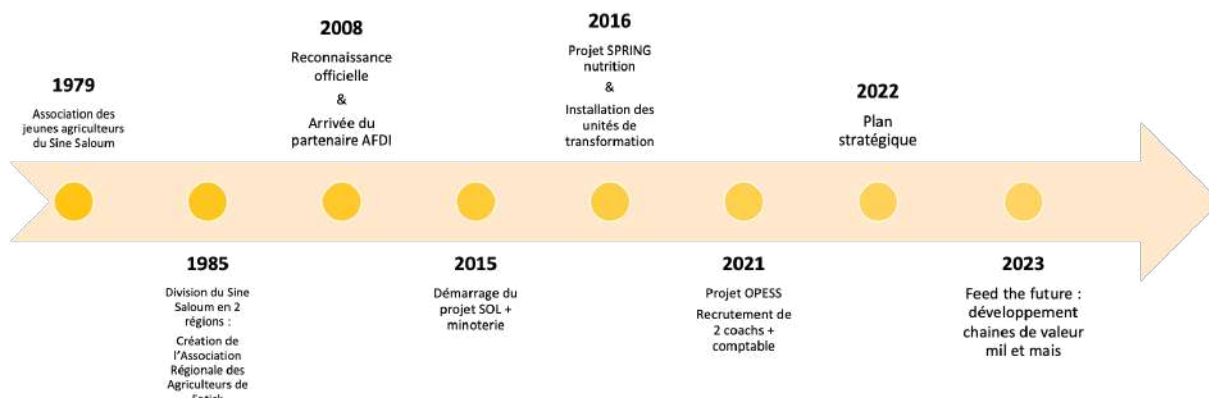 1979
Association des
jeunes agriculteurs
du Sine Saloum
1985
Division du Sine
Saloum en 2
régions :
Création de
l'Association
Régionale des
Agriculteurs de
2008
Reconnaissance
officielle
&
Arrivée du
partenaire AFDI
2015
Démarrage du
projet SOL +
minoterie
2016
Projet SPRING
nutrition
&
Installation des
unités de
transformation
2021
Projet OPESS
Recrutement de
2 coachs +
comptable
2022
Plan
stratégique
2023
Feed the future :
développement
chaines de valeur
mil et mais